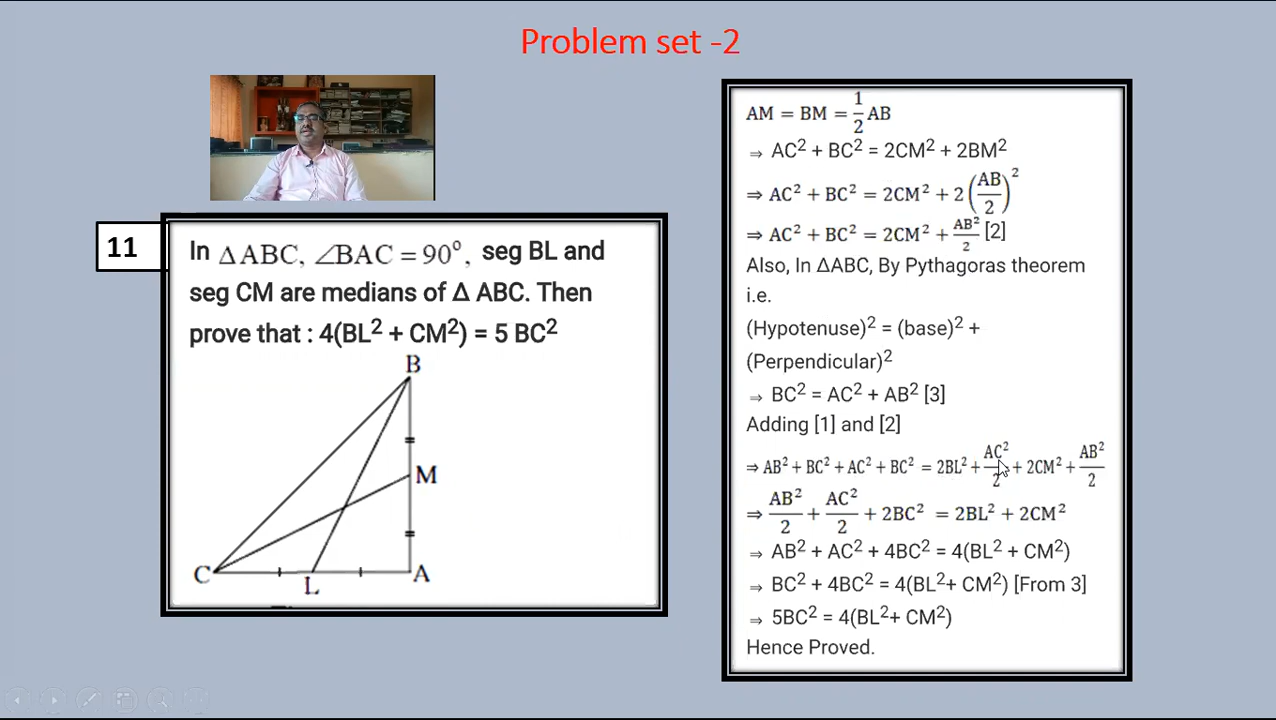 Problem set -2
11
In ΔABC, ∠BAC = 90°, seg BL and
seg CM are medians of Δ ABC. Then
prove that : 4(BL² + CM²) = 5 BC²
B
M
C
L
A
AM = BM = 1/2 AB
⇒ AC² + BC² = 2CM² + 2BM²
⇒ AC² + BC² = 2CM² + 2(AB/2)²
⇒ AC² + BC² = 2CM² + AB²/2 [2]
Also, In ΔABC, By Pythagoras theorem
i.e.
(Hypotenuse)² = (base)² +
(Perpendicular)²
⇒ BC² = AC² + AB² [3]
Adding [1] and [2]
⇒ AB² + BC² + AC² + BC² = 2BL² + AC²/2 + 2CM² + AB²/2
⇒ AB²/2 + AC²/2 + 2BC² = 2BL² + 2CM²
⇒ AB² + AC² + 4BC² = 4(BL² + CM²)
⇒ BC² + 4BC² = 4(BL²+ CM²) [From 3]
⇒ 5BC² = 4(BL²+ CM²)
Hence Proved.